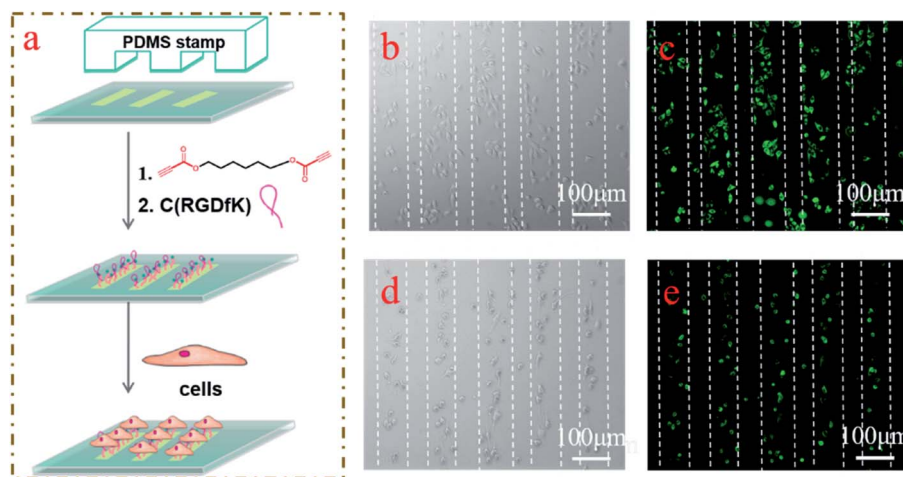 a
PDMS stamp
1.
O
O
O
O
2. C(RGDfK)
cells
b
100μm
c
100μm
d
100μm
e
100μm